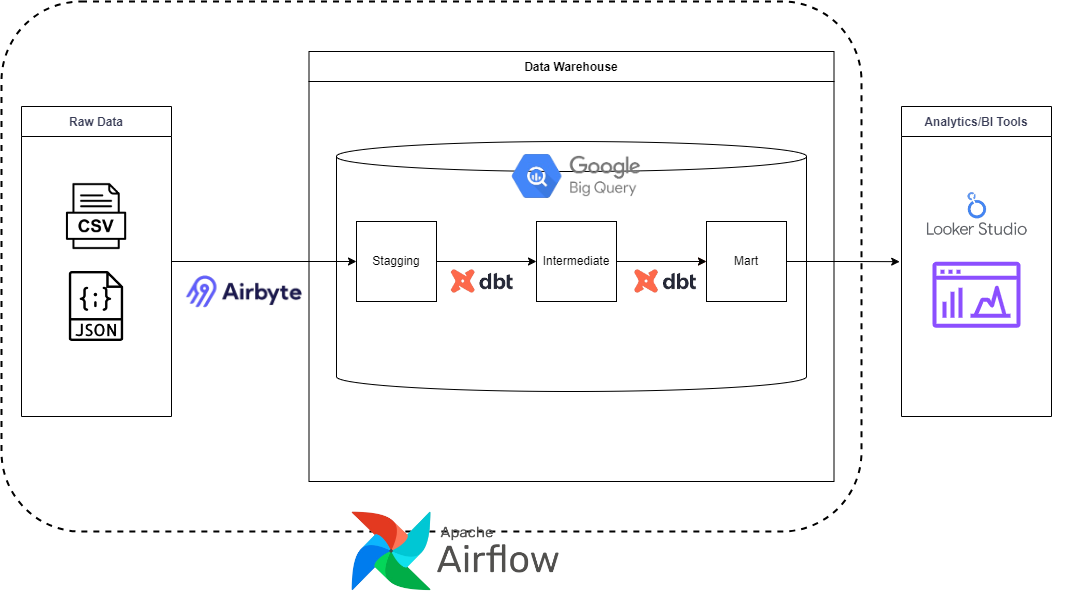 Data Warehouse
Raw Data
Analytics/BI Tools
Google
Big Query
CSV
Looker Studio
Stagging
Intermediate
Mart
dbt
dbt
Airbyte
{;}
JSON
Apache
Airflow